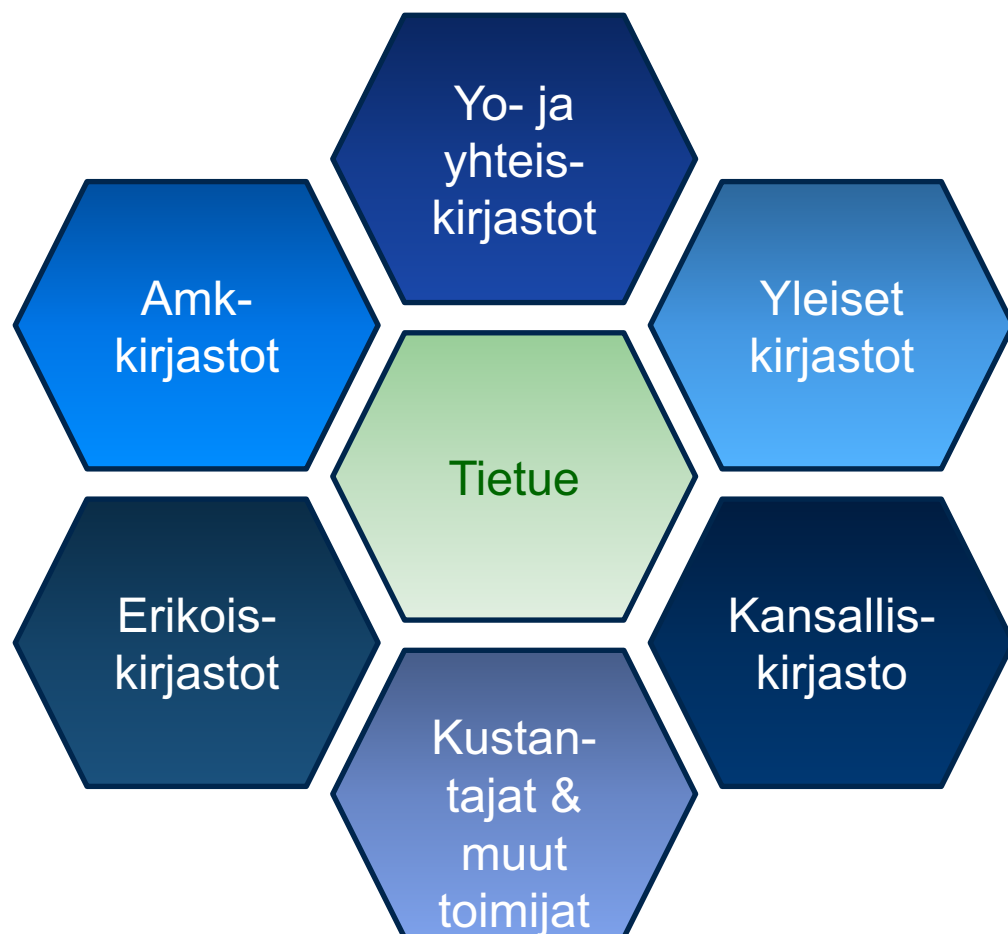 Yo- ja
yhteis-
kirjastot
Amk-
kirjastot
Yleiset
kirjastot
Tietue
Erikois-
kirjastot
Kansallis-
kirjasto
Kustan-
tajat &
muut
toimijat